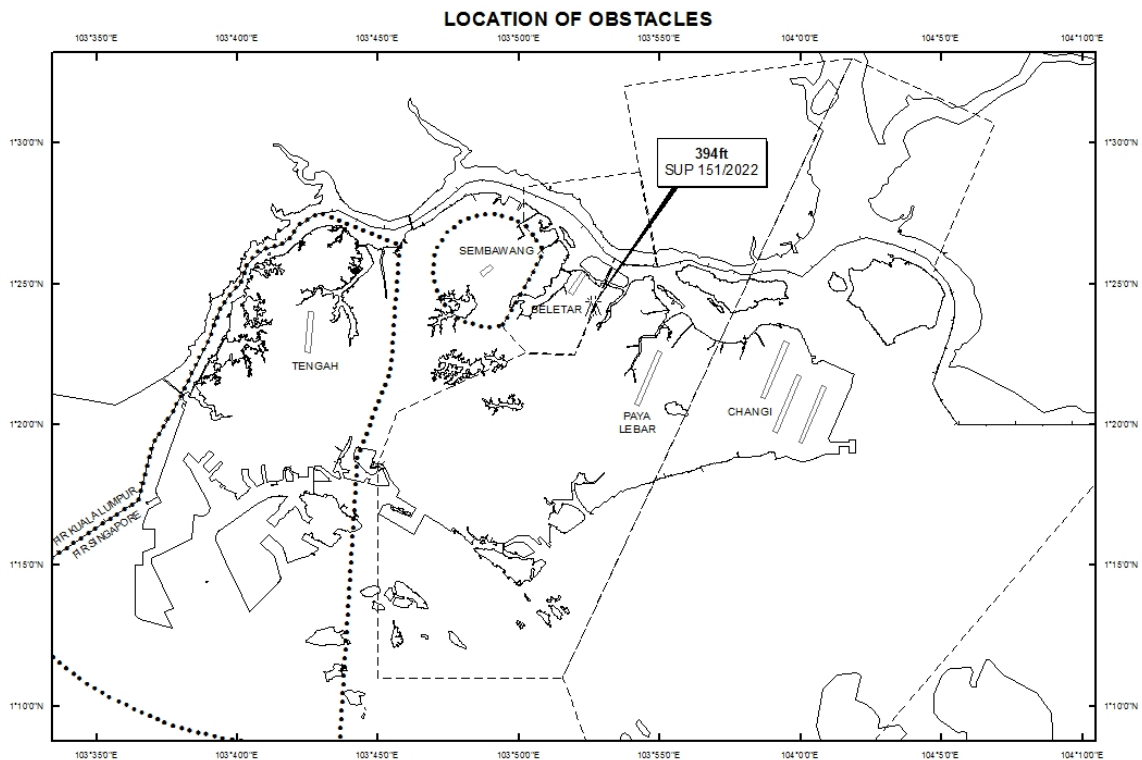 LOCATION OF OBSTACLES
103°35'0"E 103°40'0"E 103°45'0"E 103°50'0"E 103°55'0"E 104°0'0"E 104°5'0"E 104°10'0"E
1°30'0"N 1°30'0"N
394ft
SUP 151/2022
SEMBAWANG
1°25'0"N 1°25'0"N
SELETAR
TENGAH
PAYA
LEBAR
CHANGI
1°20'0"N 1°20'0"N
FIR KUALA LUMPUR
FIR SINGAPORE
1°15'0"N 1°15'0"N
1°10'0"N 1°10'0"N
103°35'0"E 103°40'0"E 103°45'0"E 103°50'0"E 103°55'0"E 104°0'0"E 104°5'0"E 104°10'0"E